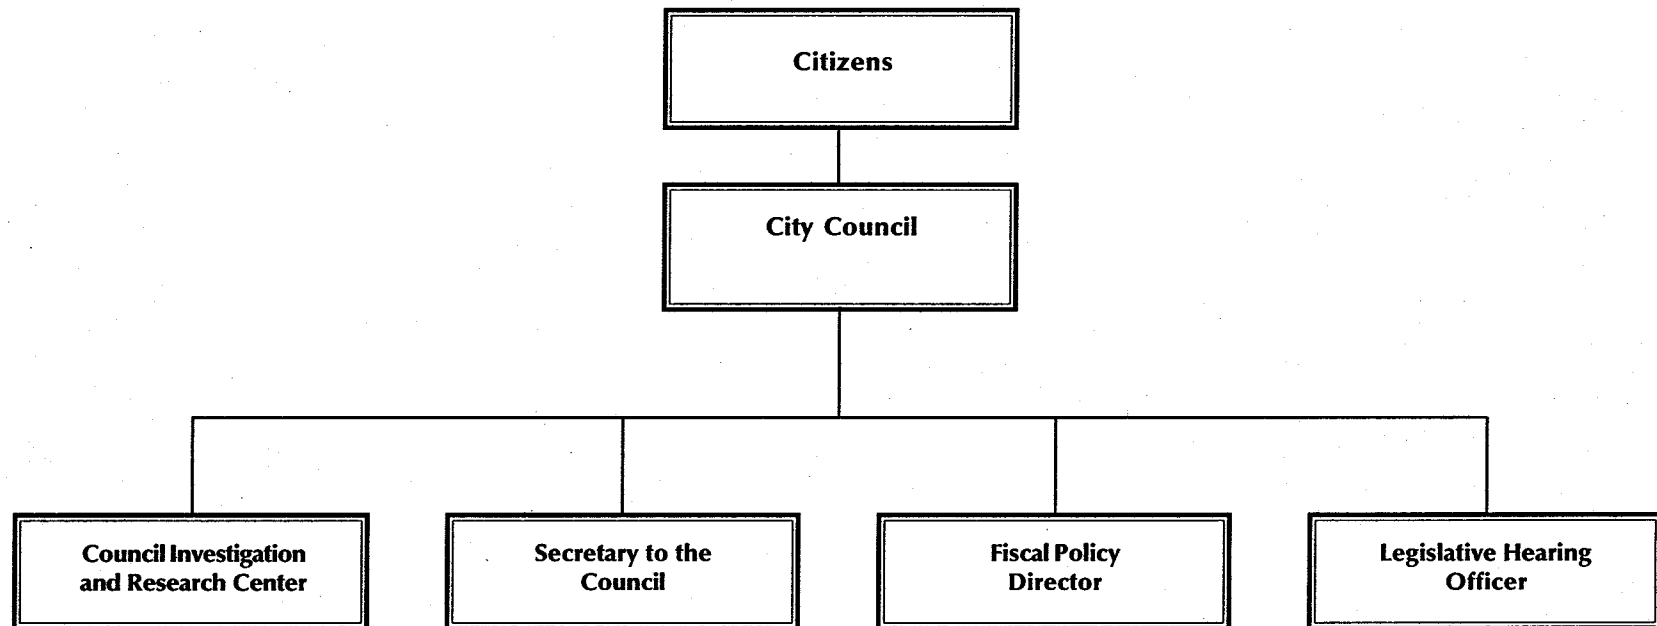 Citizens
City Council
Council Investigation
and Research Center
Secretary to the
Council
Fiscal Policy
Director
Legislative Hearing
Officer